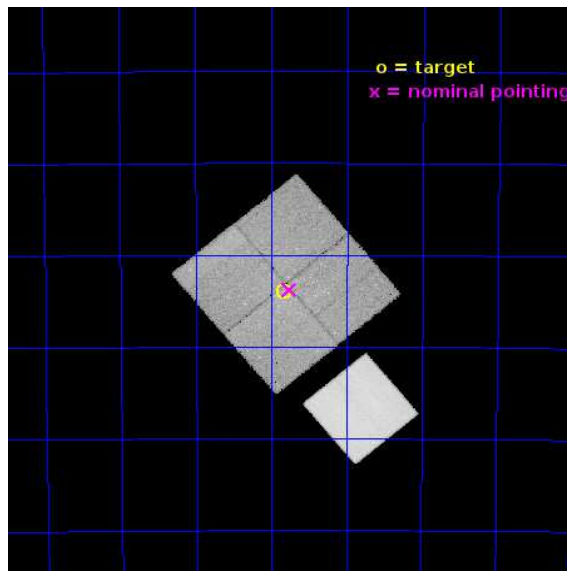 o = target
x = nominal pointing